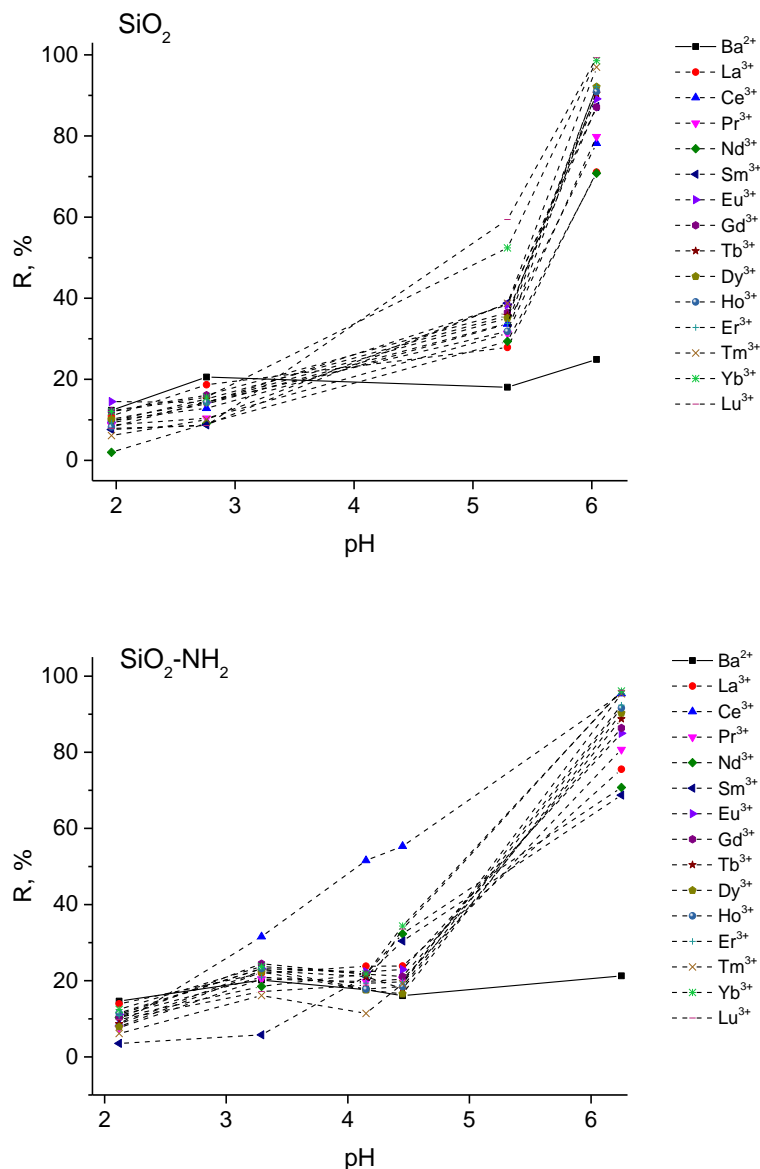 SiO₂
100
80
60
40
20
0
R, %
2
3
4
5
6
pH
Ba²⁺
La³⁺
Ce³⁺
Pr³⁺
Nd³⁺
Sm³⁺
Eu³⁺
Gd³⁺
Tb³⁺
Dy³⁺
Ho³⁺
Er³⁺
Tm³⁺
Yb³⁺
Lu³⁺
SiO₂-NH₂
100
80
60
40
20
0
R, %
2
3
4
5
6
pH
Ba²⁺
La³⁺
Ce³⁺
Pr³⁺
Nd³⁺
Sm³⁺
Eu³⁺
Gd³⁺
Tb³⁺
Dy³⁺
Ho³⁺
Er³⁺
Tm³⁺
Yb³⁺
Lu³⁺